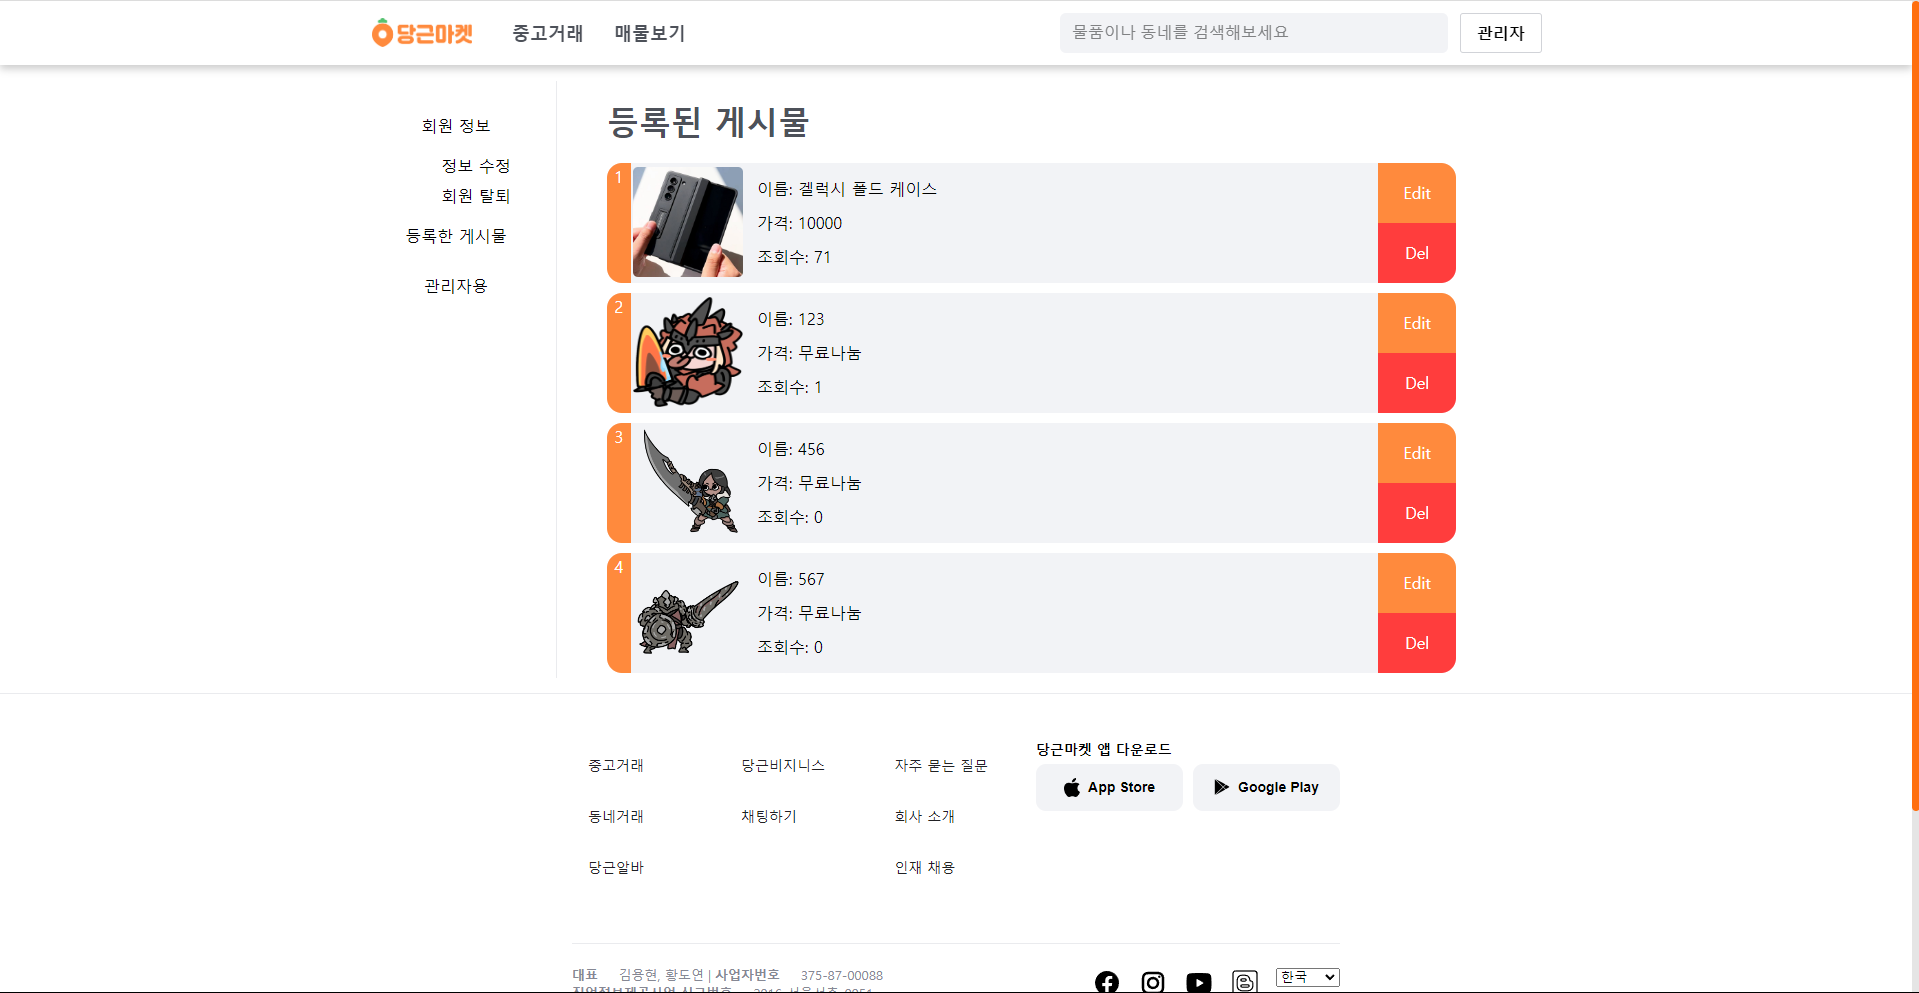 당근마켓
중고거래
매물보기
물품이나 동네를 검색해보세요
관리자
회원 정보
정보 수정
회원 탈퇴
등록한 게시물
관리자용
등록된 게시물
1
이름: 겔럭시 폴드 케이스
가격: 10000
조회수: 71
Edit
Del
2
이름: 123
가격: 무료나눔
조회수: 1
Edit
Del
3
이름: 456
가격: 무료나눔
조회수: 0
Edit
Del
4
이름: 567
가격: 무료나눔
조회수: 0
Edit
Del
중고거래
동네거래
당근알바
당근비지니스
채팅하기
자주 묻는 질문
회사 소개
인재 채용
당근마켓 앱 다운로드
App Store
Google Play
대표 김용현, 황도연 | 사업자번호 375-87-00088
한국